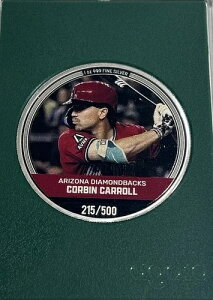 1 OZ 999 FINE SILVER
ARIZONA DIAMONDBACKS
CORBIN CARROLL
215/500